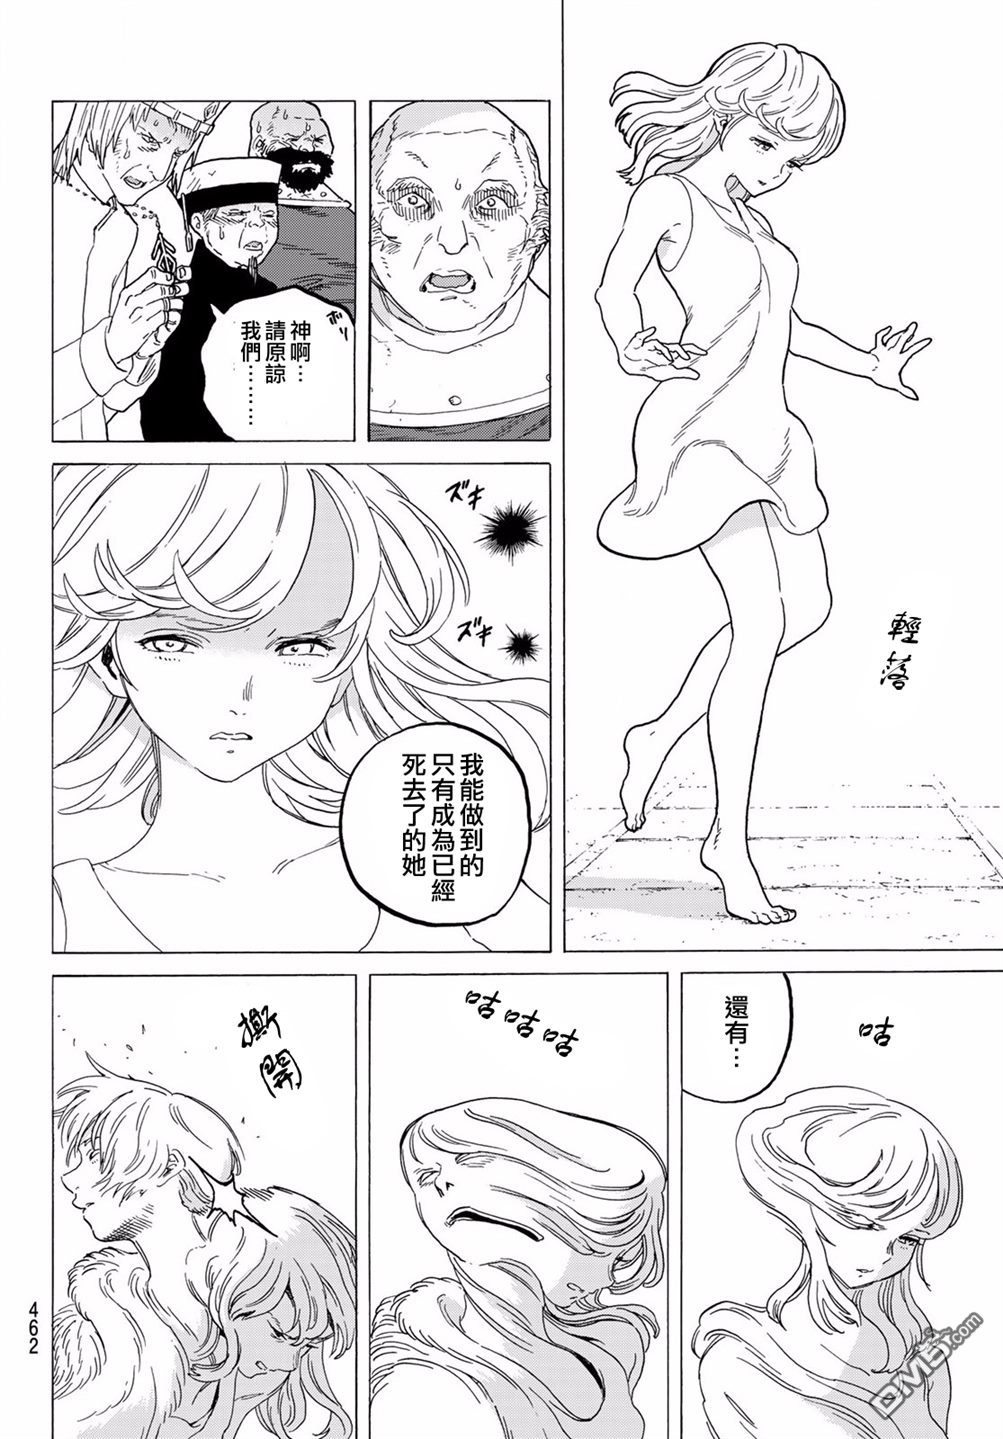 輕
落
神啊…
請原諒
我們………
ボソ
ズキ
ズキ
我能做到的
只有成為已經
死去了的她
還有…
咕
咕咕咕
撕
開
462
DM5.com